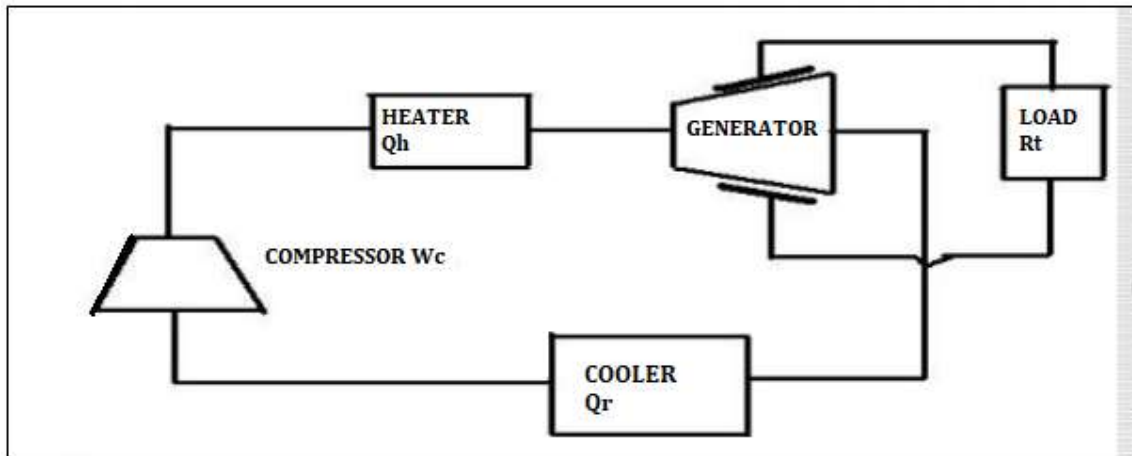 HEATER
Qh
GENERATOR
LOAD
Rt
COMPRESSOR Wc
COOLER
Qr